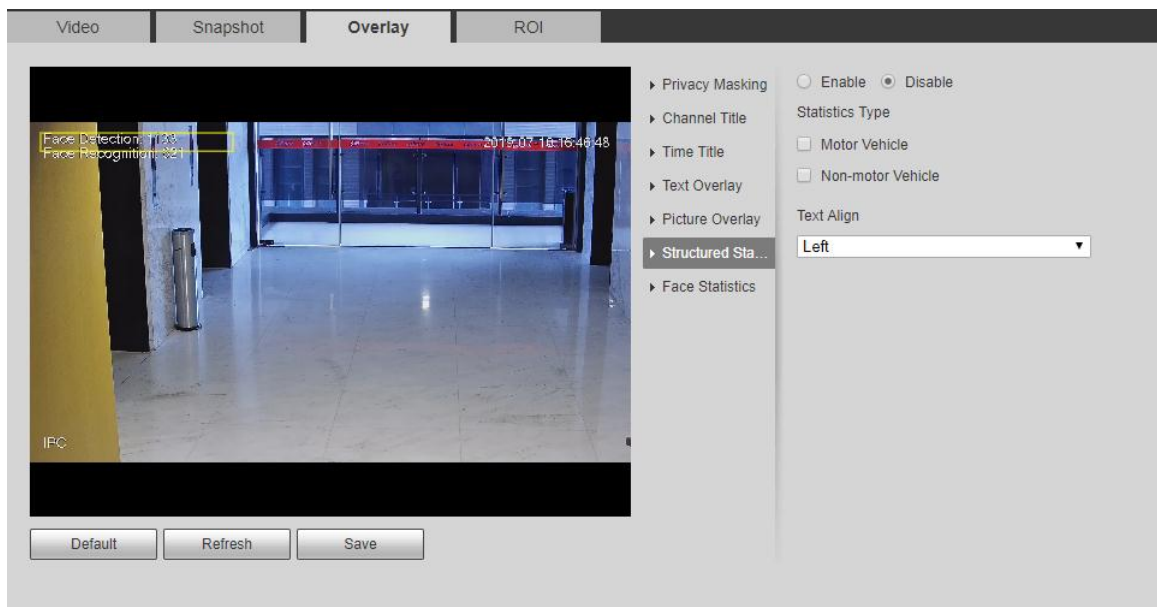 Video
Snapshot
Overlay
ROI
Face Detection:
Face Recognition: 321
IPC
Default
Refresh
Save
Privacy Masking
Channel Title
Time Title
Text Overlay
Picture Overlay
Structured Sta...
Face Statistics
Enable
Disable
Statistics Type
Motor Vehicle
Non-motor Vehicle
Text Align
Left